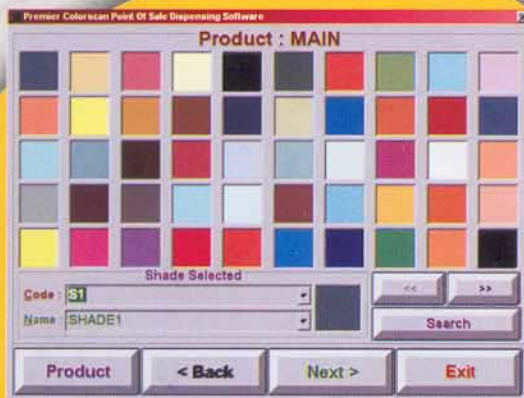 Premier Colorscan Point Of Sale Dispensing Software
Product : MAIN
Shade Selected
Code : S1
Name : SHADE1
<< >>
Search
Product < Back Next > Exit